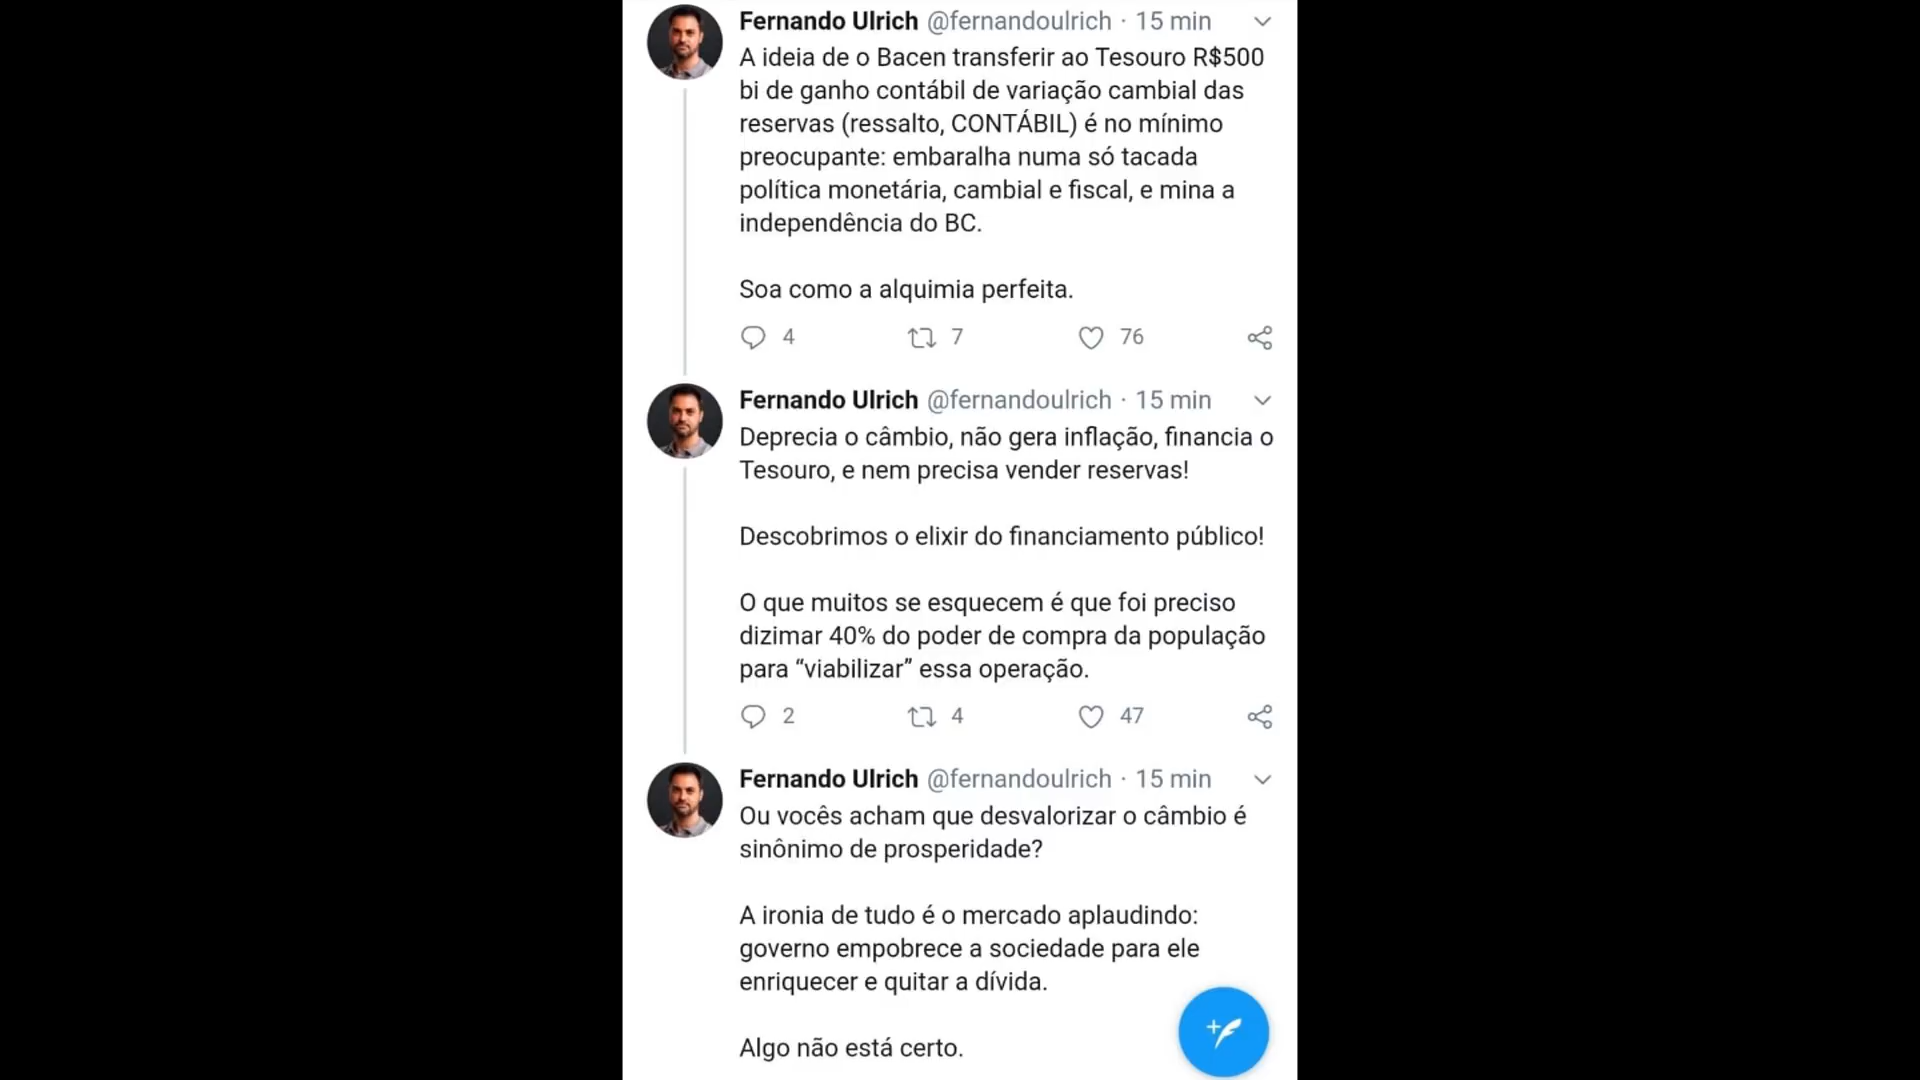 Fernando Ulrich @fernandoulrich · 15 min
A ideia de o Bacen transferir ao Tesouro R$500
bi de ganho contábil de variação cambial das
reservas (ressalto, CONTÁBIL) é no mínimo
preocupante: embaralha numa só tacada
política monetária, cambial e fiscal, e mina a
independência do BC.
Soa como a alquimia perfeita.
4 7 76
Fernando Ulrich @fernandoulrich · 15 min
Deprecia o câmbio, não gera inflação, financia o
Tesouro, e nem precisa vender reservas!
Descobrimos o elixir do financiamento público!
O que muitos se esquecem é que foi preciso
dizimar 40% do poder de compra da população
para “viabilizar” essa operação.
2 4 47
Fernando Ulrich @fernandoulrich · 15 min
Ou vocês acham que desvalorizar o câmbio é
sinônimo de prosperidade?
A ironia de tudo é o mercado aplaudindo:
governo empobrece a sociedade para ele
enriquecer e quitar a dívida.
Algo não está certo.